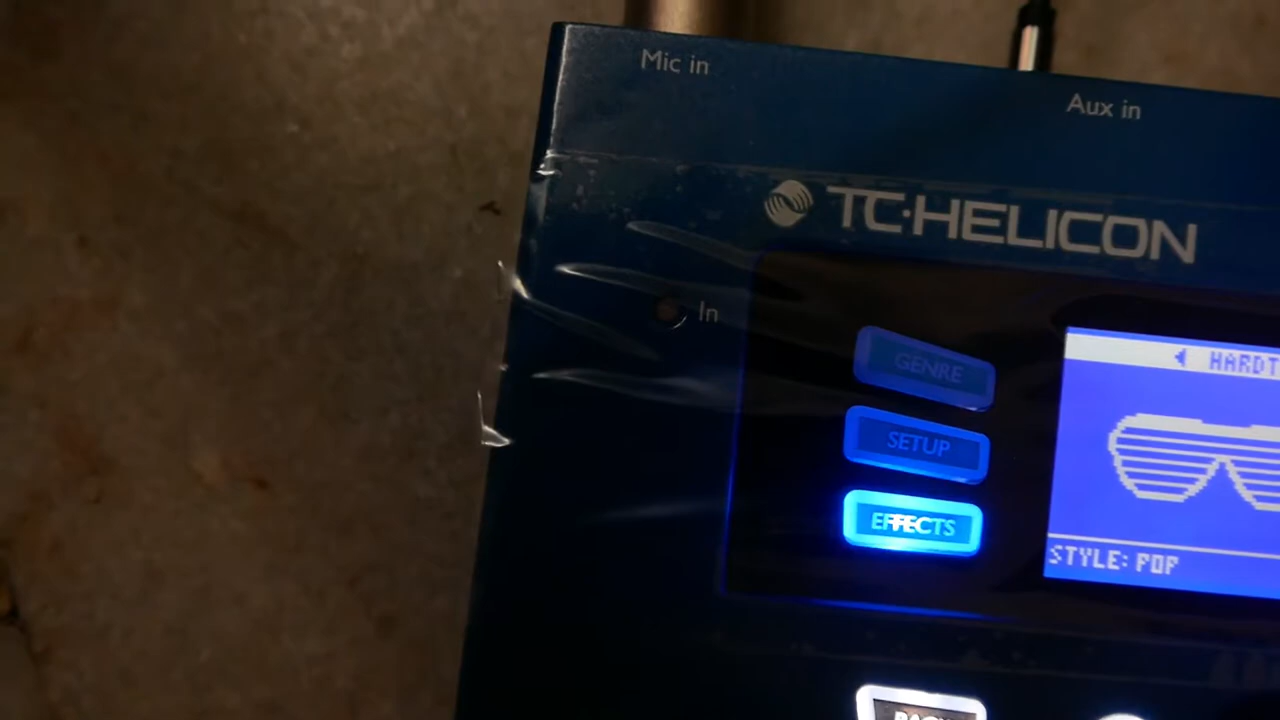 Mic in
Aux in
TC·HELICON
In
GENRE
SETUP
EFFECTS
HARDT
STYLE: POP